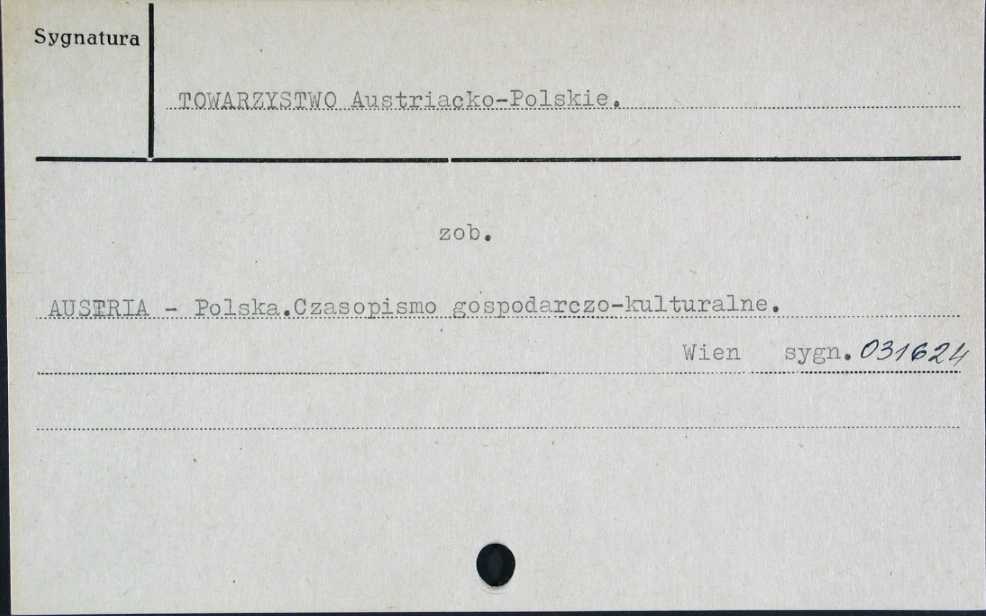 Sygnatura
TOWARZYSTWO Austriacko-Polskie.
zob.
AUSTRIA - Polska.Czasopismo gospodarczo-kulturalne.
Wien sygn. 031624